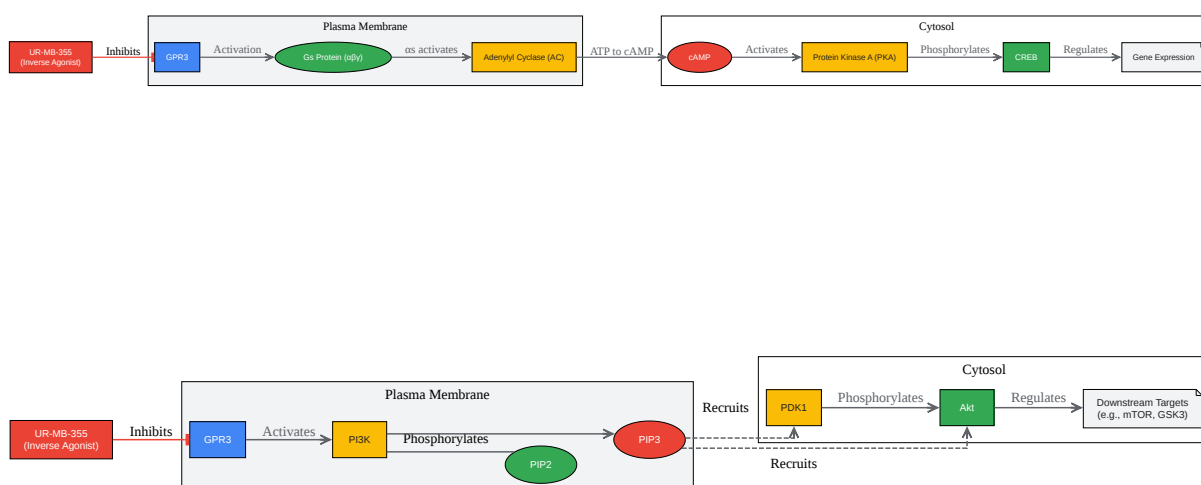 Plasma Membrane
Cytosol
UR-MB-355
(Inverse Agonist)
Inhibits
GPR3
Activation
Gs Protein (αβγ)
αs activates
Adenylyl Cyclase (AC)
ATP to cAMP
cAMP
Activates
Protein Kinase A (PKA)
Phosphorylates
CREB
Regulates
Gene Expression
Plasma Membrane
Cytosol
UR-MB-355
(Inverse Agonist)
Inhibits
GPR3
Activates
PI3K
Phosphorylates
PIP2
PIP3
Recruits
Recruits
PDK1
Phosphorylates
Akt
Regulates
Downstream Targets
(e.g., mTOR, GSK3)